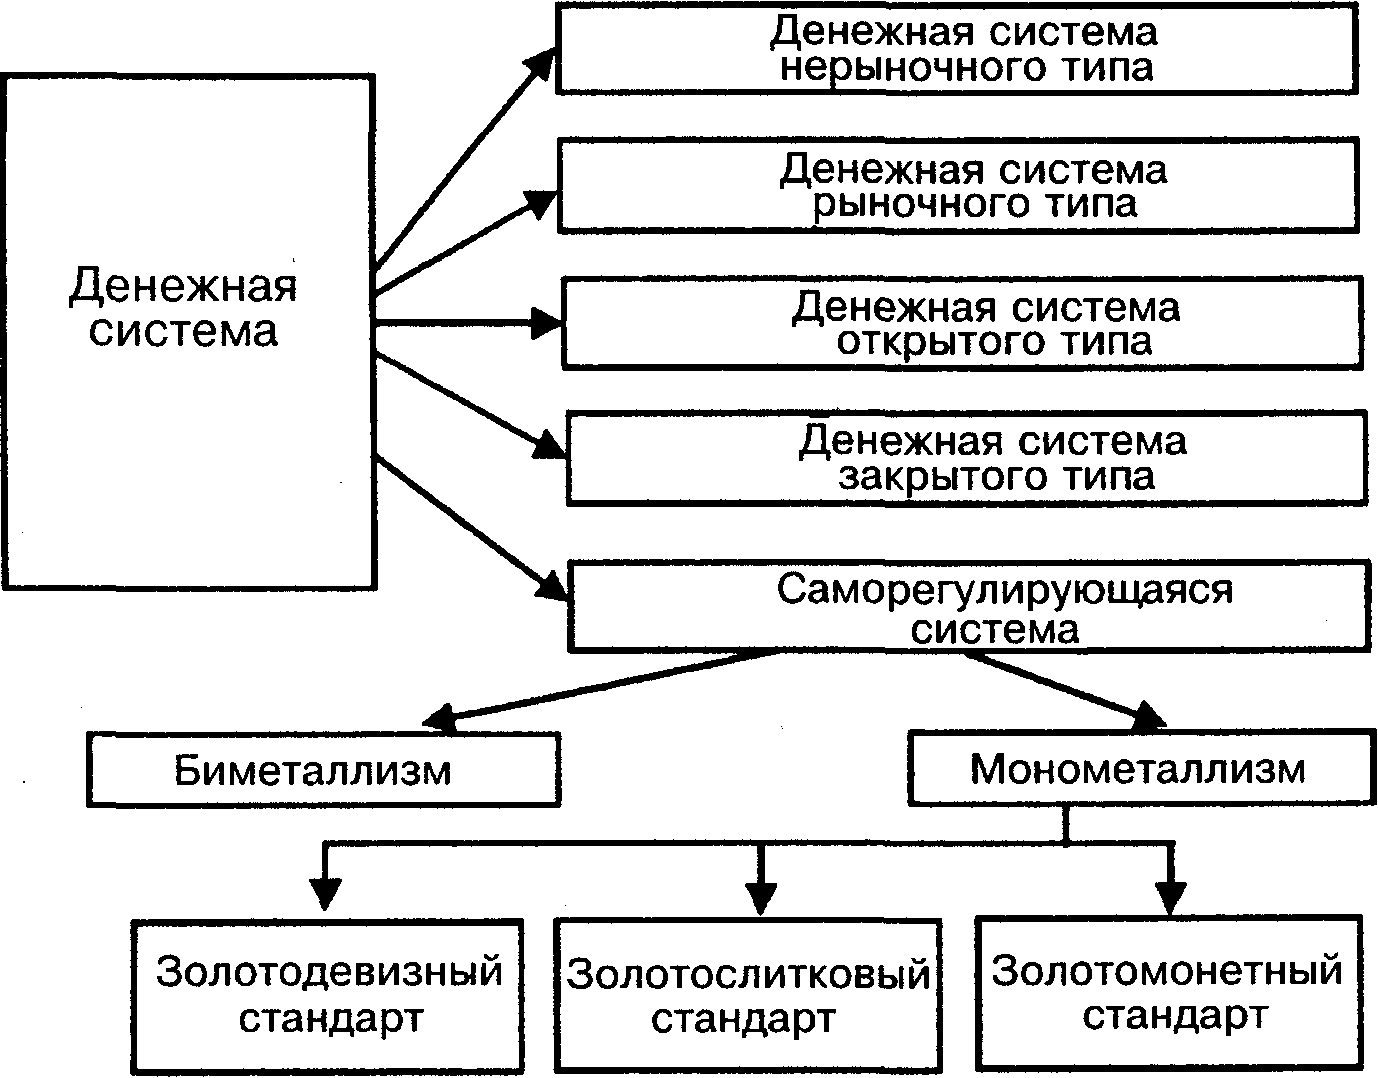 Денежная система
нерыночного типа
Денежная система
рыночного типа
Денежная
система
Денежная система
открытого типа
Денежная система
закрытого типа
Саморегулирующаяся
система
Биметаллизм
Монометаллизм
Золотодевизный
стандарт
Золотослитковый
стандарт
Золотомонетный
стандарт